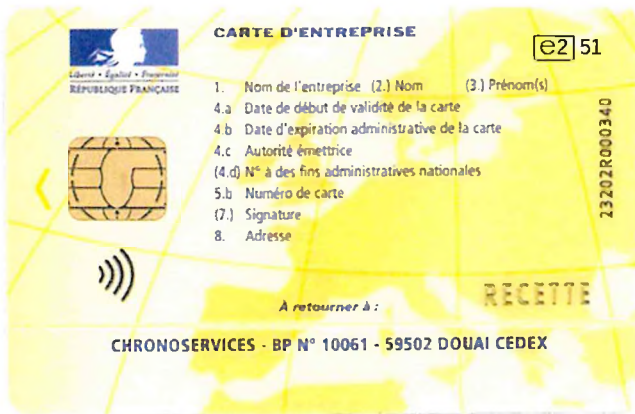 CARTE D'ENTREPRISE
e2 51
Liberté • Égalité • Fraternité
RÉPUBLIQUE FRANÇAISE
1. Nom de l'entreprise (2.) Nom (3.) Prénom(s)
4.a Date de début de validité de la carte
4.b Date d'expiration administrative de la carte
4.c Autorité émettrice
(4.d) N° à des fins administratives nationales
5.b Numéro de carte
(7.) Signature
8. Adresse
23202R000340
RECETTE
À retourner à :
CHRONOSERVICES - BP N° 10061 - 59502 DOUAI CEDEX